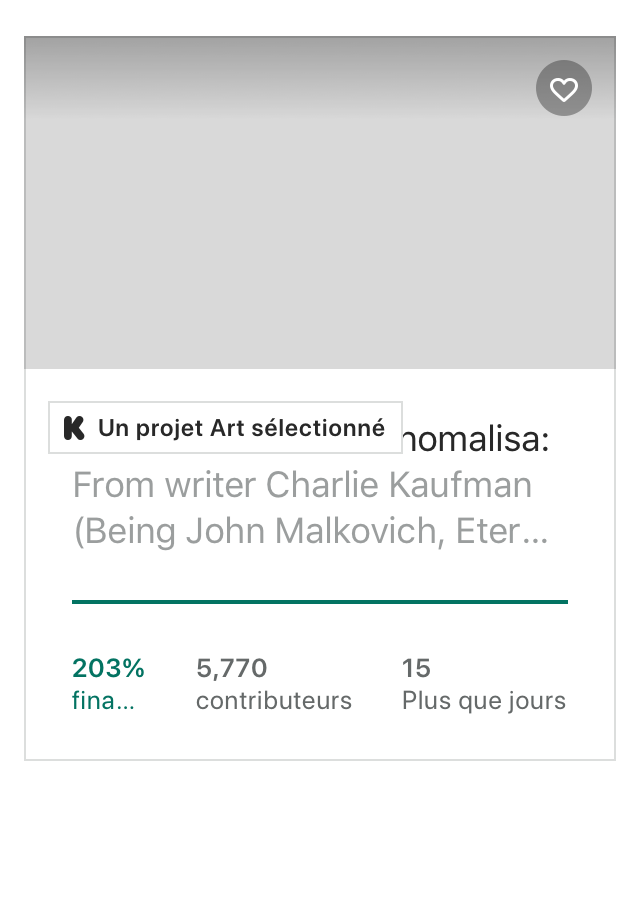 Un projet Art sélectionné
nomalisa:
From writer Charlie Kaufman
(Being John Malkovich, Eter...
203%
fina...
5,770
contributeurs
15
Plus que jours